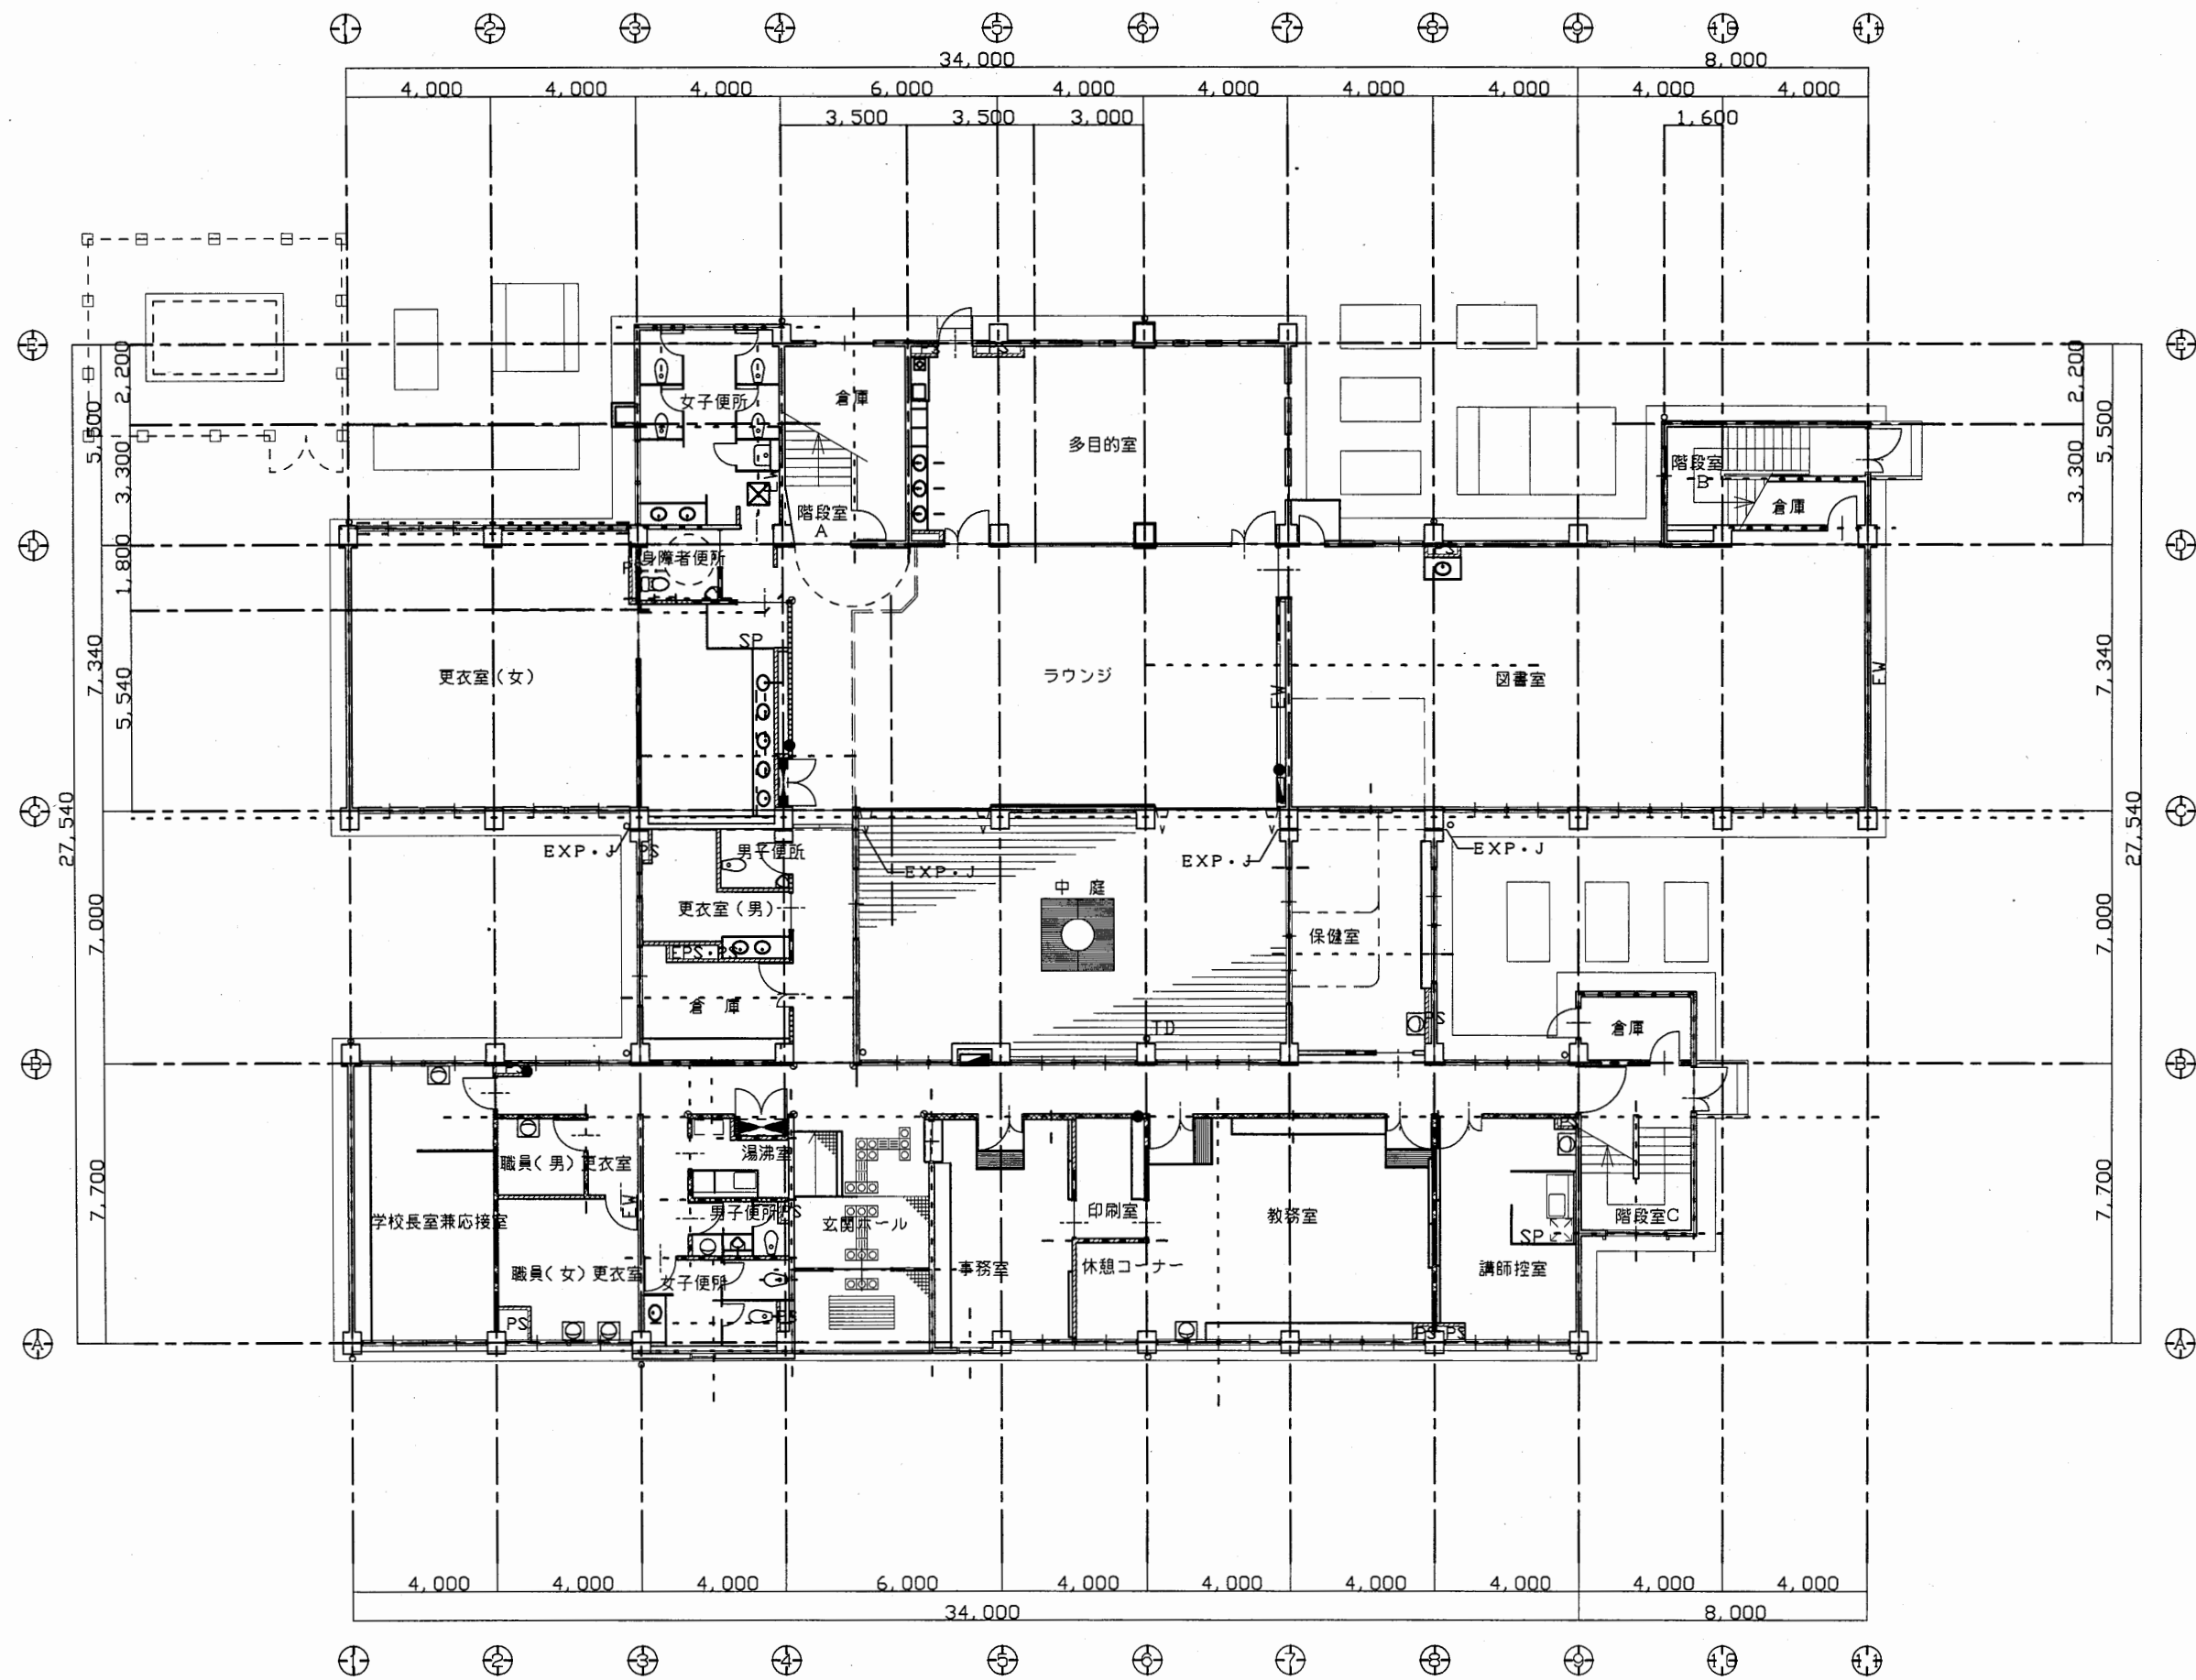 1 2 3 4 5 6 7 8 9 10 11
34,000 8,000
4,000 4,000 4,000 6,000 4,000 4,000 4,000 4,000 4,000 4,000
3,500 3,500 3,000 1,600
E E
2,200 2,200
5,500 5,500
3,300 3,300
女子便所
倉庫
多目的室
階段室
B
倉庫
階段室
A
D D
1,800
身障者便所
PS
SP
7,340 7,340
5,540
更衣室(女)
ラウンジ
図書室
EW
EW
C C
27,540 27,540
EXP・J
PS
男子便所
EXP・J
EXP・J
EXP・J
中 庭
更衣室(男)
7,000 7,000
保健室
EPS・PS
倉 庫
TD
PS
倉庫
B B
湯沸室
職員(男)更衣室
EW
7,700 7,700
学校長室兼応接室
男子便所
PS
玄関ホール
印刷室
教務室
階段室C
SP
職員(女)更衣室
女子便所
事務室
休憩コーナー
講師控室
PS
PS
PS PS
A A
4,000 4,000 4,000 6,000 4,000 4,000 4,000 4,000 4,000 4,000
34,000 8,000
1 2 3 4 5 6 7 8 9 10 11